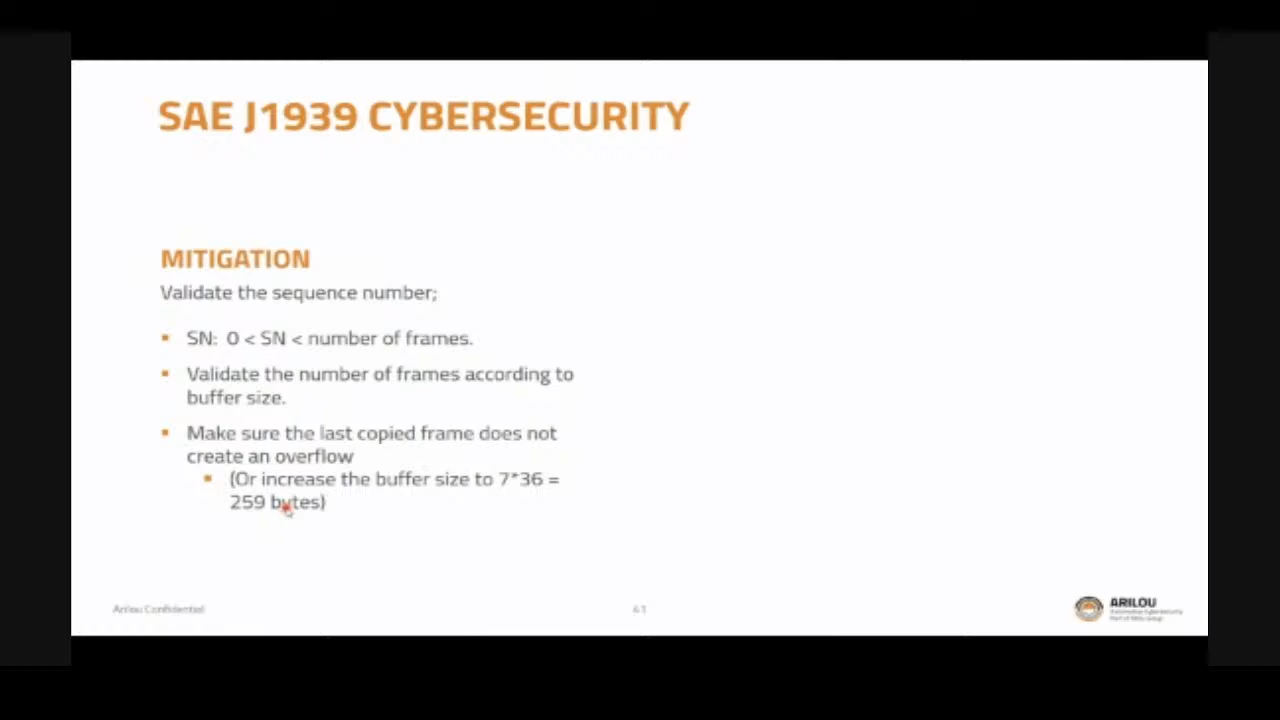 SAE J1939 CYBERSECURITY
MITIGATION
Validate the sequence number;
SN: 0 < SN < number of frames.
Validate the number of frames according to
buffer size.
Make sure the last copied frame does not
create an overflow
(Or increase the buffer size to 7*36 =
259 bytes)
Arilou Confidential
41
ARILOU
Automotive Cybersecurity